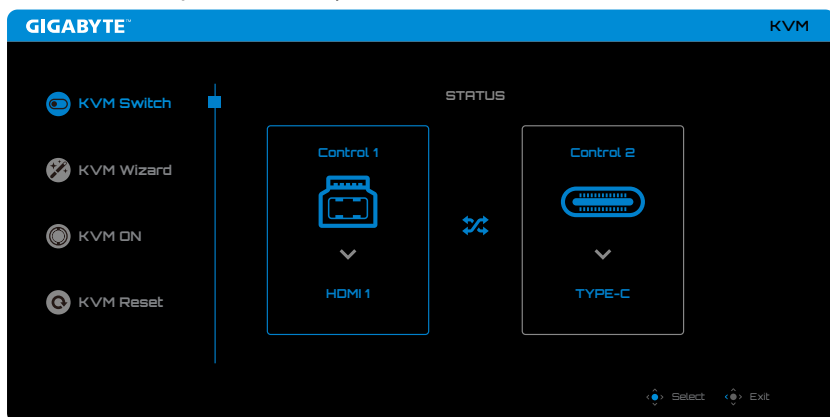 GIGABYTE™
KVM
KVM Switch
KVM Wizard
KVM ON
KVM Reset
STATUS
Control 1
HDMI 1
Control 2
TYPE-C
Select
Exit